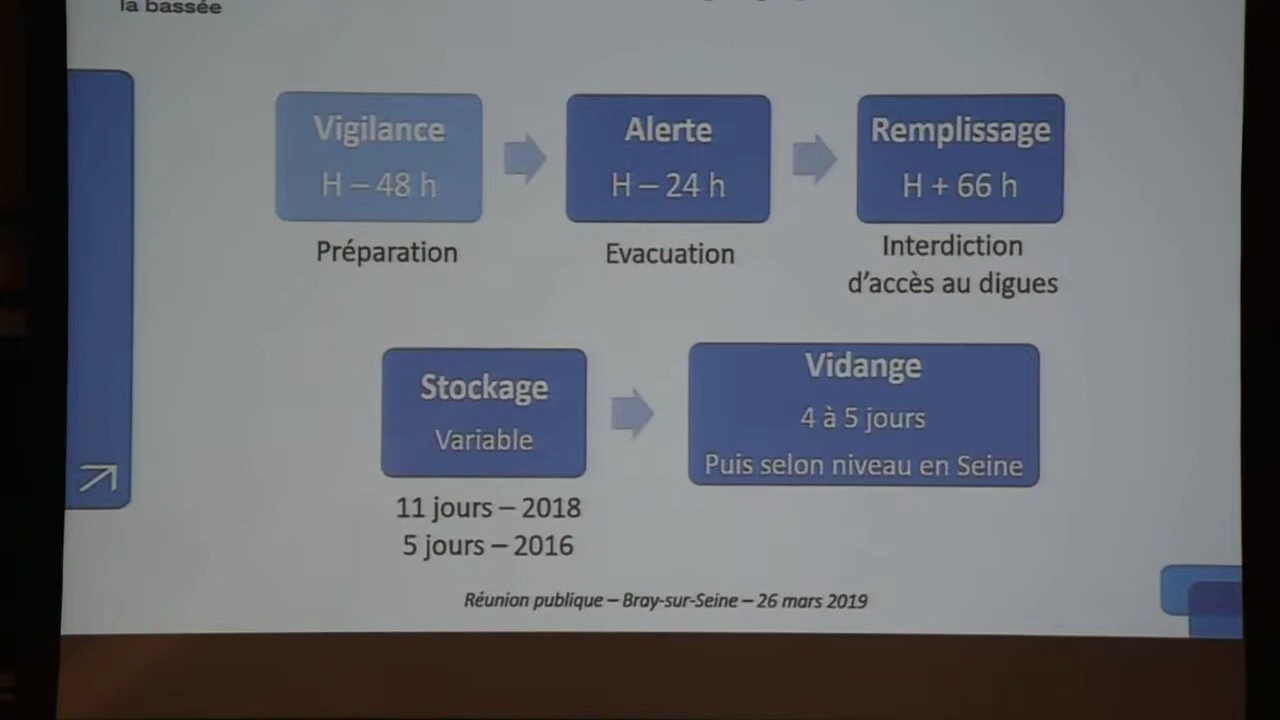 la bassée
Vigilance
H – 48 h
Préparation
Alerte
H – 24 h
Evacuation
Remplissage
H + 66 h
Interdiction
d'accès au digues
Stockage
Variable
11 jours – 2018
5 jours – 2016
Vidange
4 à 5 jours
Puis selon niveau en Seine
Réunion publique – Bray-sur-Seine – 26 mars 2019